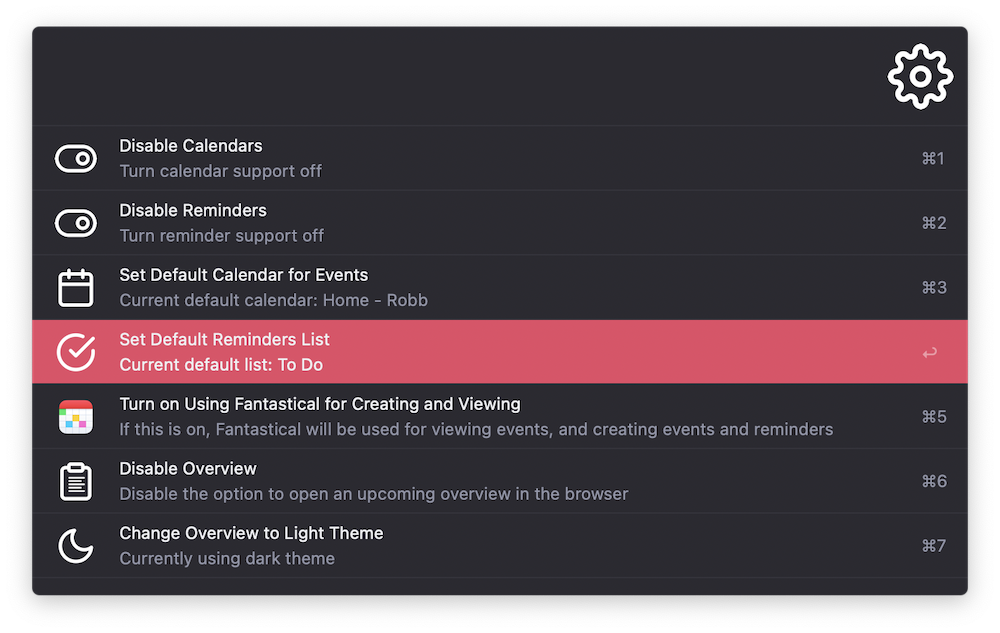 Disable Calendars
Turn calendar support off
⌘1
Disable Reminders
Turn reminder support off
⌘2
Set Default Calendar for Events
Current default calendar: Home - Robb
⌘3
Set Default Reminders List
Current default list: To Do
↩
Turn on Using Fantastical for Creating and Viewing
If this is on, Fantastical will be used for viewing events, and creating events and reminders
⌘5
Disable Overview
Disable the option to open an upcoming overview in the browser
⌘6
Change Overview to Light Theme
Currently using dark theme
⌘7